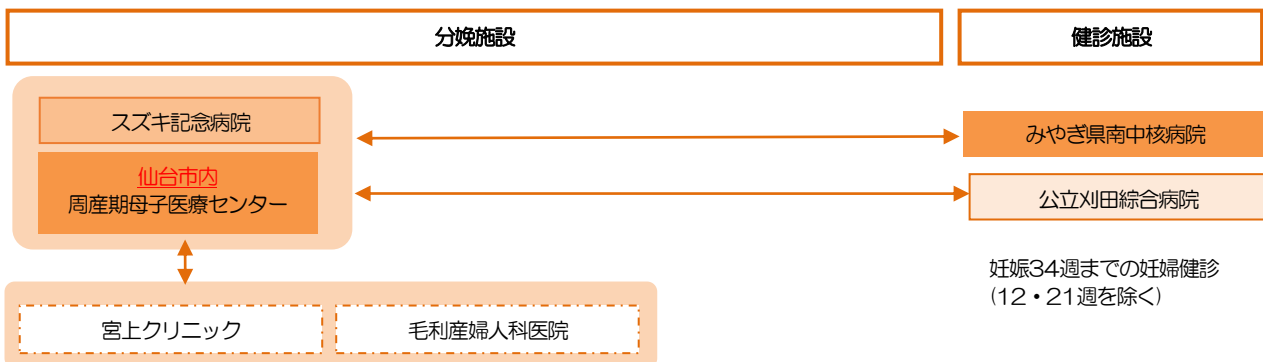 分娩施設
健診施設
スズキ記念病院
みやぎ県南中核病院
仙台市内
周産期母子医療センター
公立刈田綜合病院
妊娠34週までの妊婦健診
(12・21週を除く)
宮上クリニック
毛利産婦人科医院